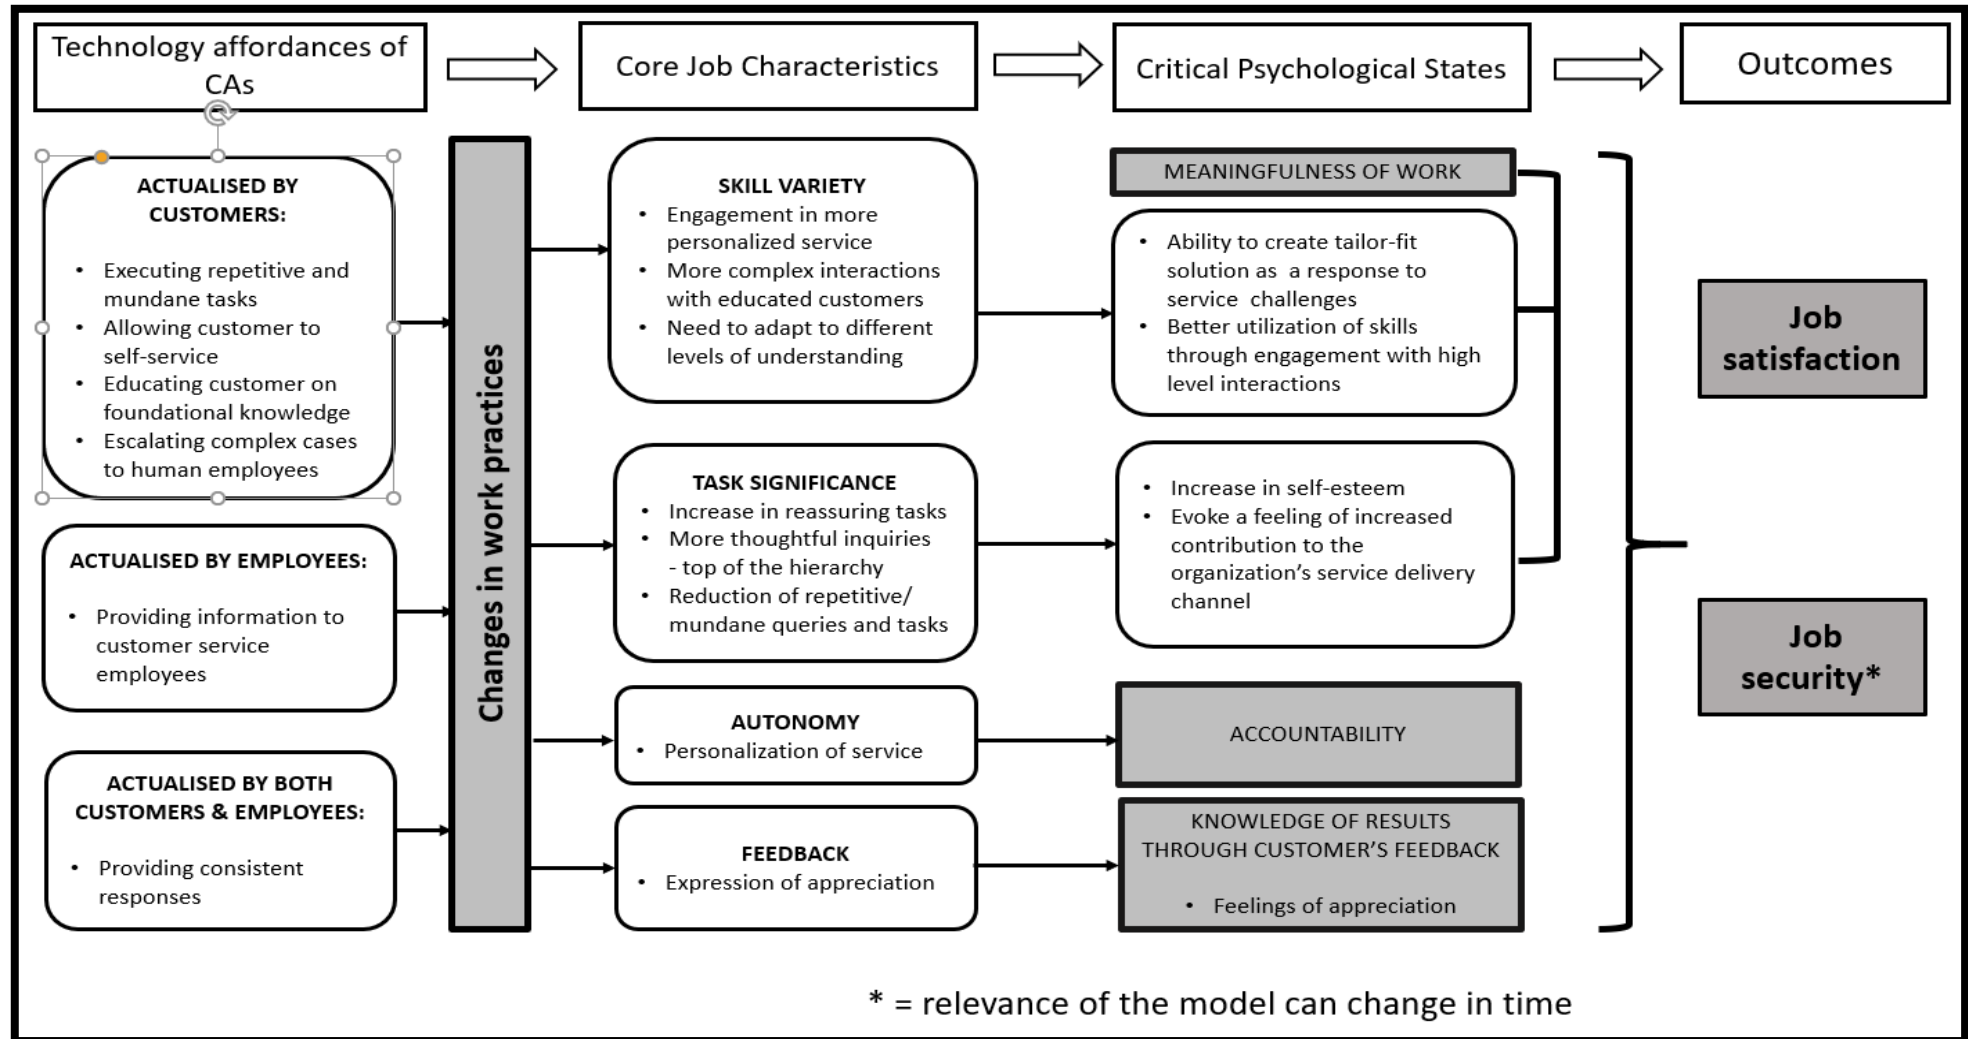 Technology affordances of
CAs
Core Job Characteristics
Critical Psychological States
Outcomes
ACTUALISED BY
CUSTOMERS:
• Executing repetitive and
mundane tasks
• Allowing customer to
self-service
• Educating customer on
foundational knowledge
• Escalating complex cases
to human employees
ACTUALISED BY EMPLOYEES:
• Providing information to
customer service
employees
ACTUALISED BY BOTH
CUSTOMERS & EMPLOYEES:
• Providing consistent
responses
Changes in work practices
SKILL VARIETY
• Engagement in more
personalized service
• More complex interactions
with educated customers
• Need to adapt to different
levels of understanding
TASK SIGNIFICANCE
• Increase in reassuring tasks
• More thoughtful inquiries
- top of the hierarchy
• Reduction of repetitive/
mundane queries and tasks
AUTONOMY
• Personalization of service
FEEDBACK
• Expression of appreciation
MEANINGFULNESS OF WORK
• Ability to create tailor-fit
solution as a response to
service challenges
• Better utilization of skills
through engagement with high
level interactions
• Increase in self-esteem
• Evoke a feeling of increased
contribution to the
organization’s service delivery
channel
ACCOUNTABILITY
KNOWLEDGE OF RESULTS
THROUGH CUSTOMER’S FEEDBACK
• Feelings of appreciation
Job
satisfaction
Job
security*
* = relevance of the model can change in time